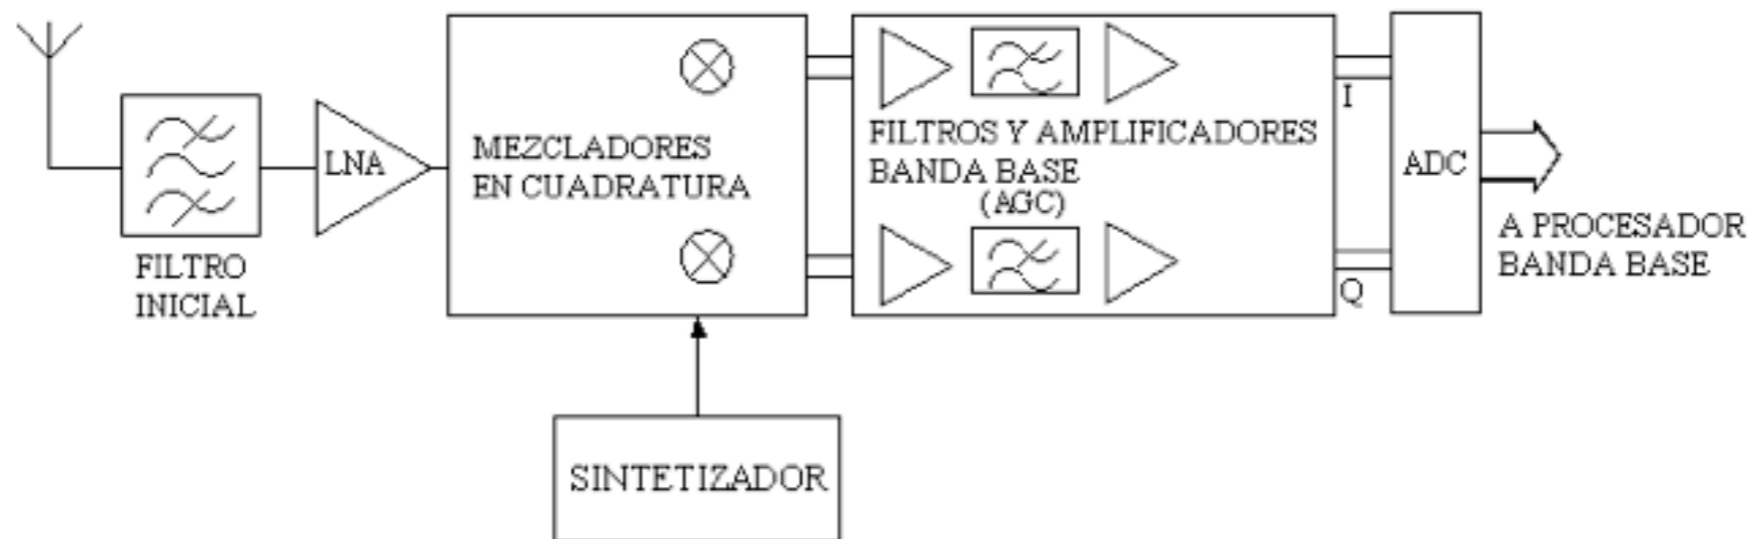 FILTRO
INICIAL
LNA
MEZCLADORES
EN CUADRATURA
SINTETIZADOR
FILTROS Y AMPLIFICADORES
BANDA BASE
(AGC)
I
Q
ADC
A PROCESADOR
BANDA BASE